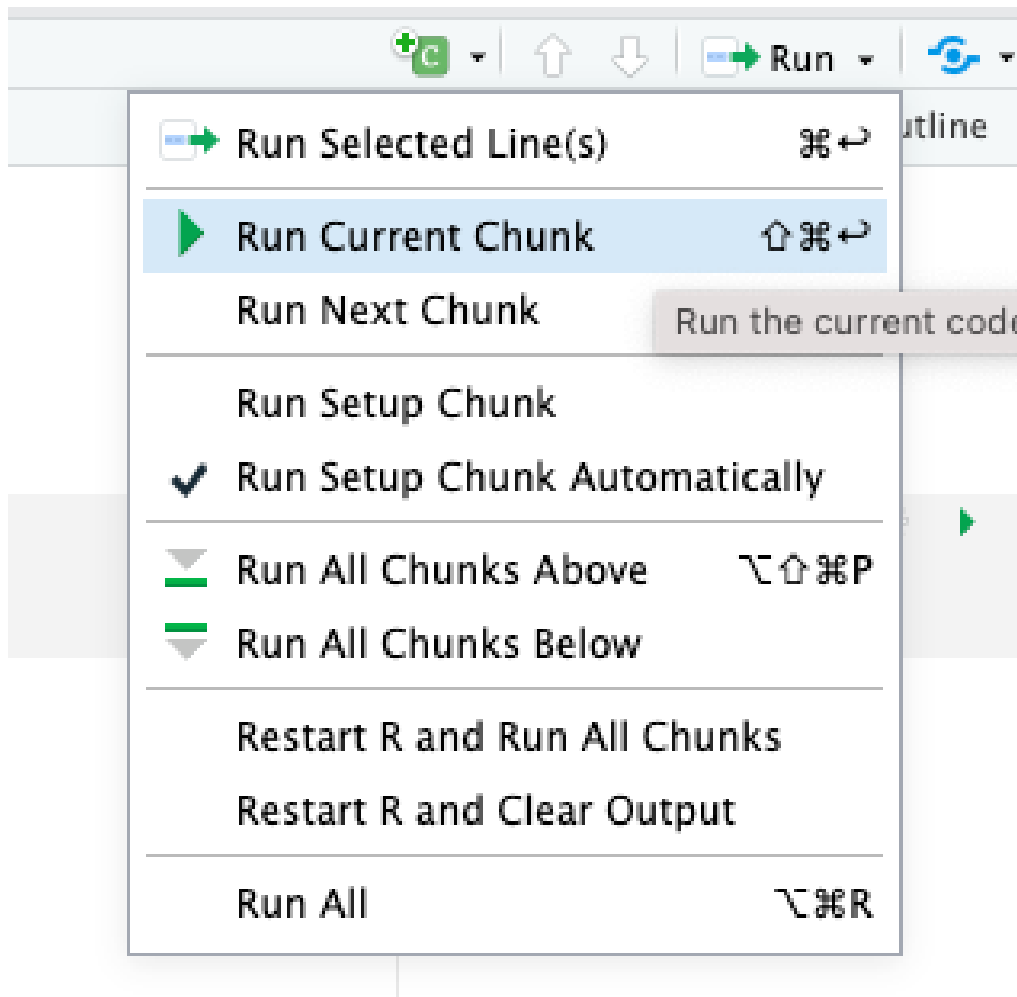 C
Run
utline
Run Selected Line(s) ⌘↩
Run Current Chunk ⇧⌘↩
Run Next Chunk
Run the current code
Run Setup Chunk
Run Setup Chunk Automatically
Run All Chunks Above ⌥⇧⌘P
Run All Chunks Below
Restart R and Run All Chunks
Restart R and Clear Output
Run All ⌥⌘R